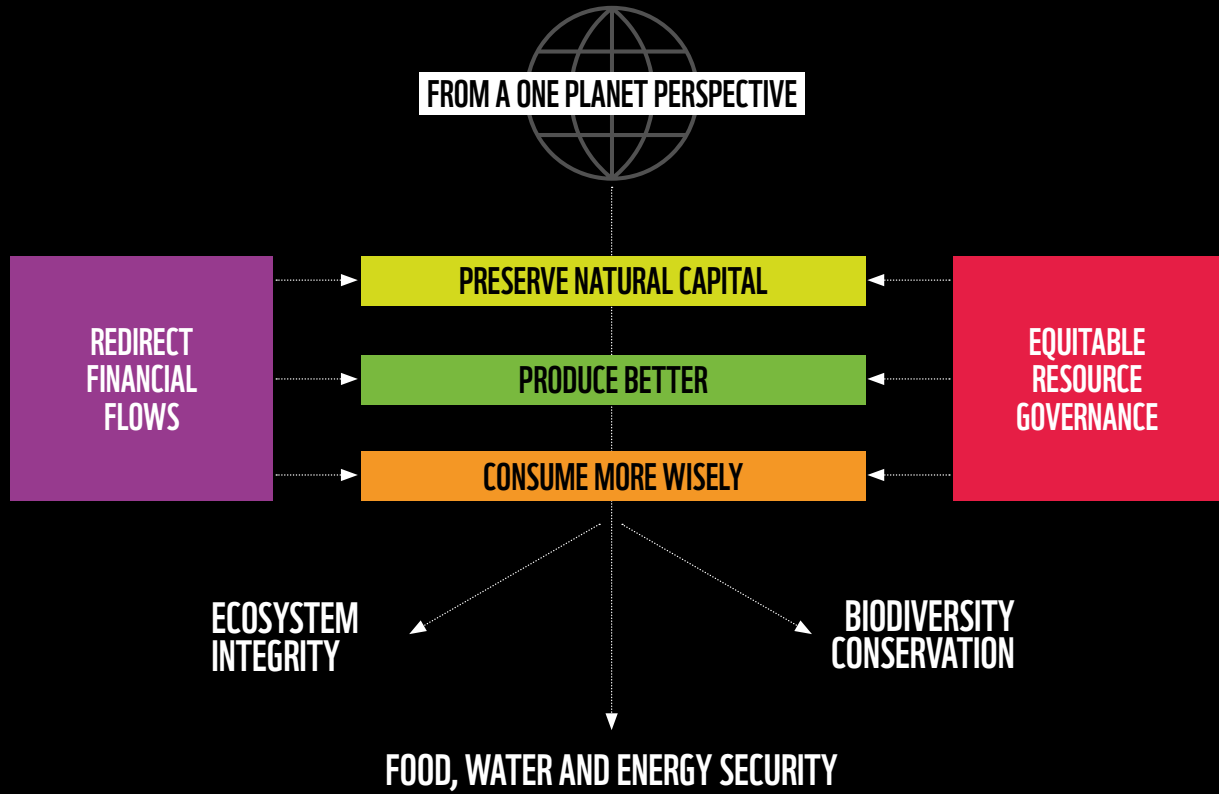 FROM A ONE PLANET PERSPECTIVE
PRESERVE NATURAL CAPITAL
REDIRECT
FINANCIAL
FLOWS
PRODUCE BETTER
EQUITABLE
RESOURCE
GOVERNANCE
CONSUME MORE WISELY
ECOSYSTEM
INTEGRITY
BIODIVERSITY
CONSERVATION
FOOD, WATER AND ENERGY SECURITY